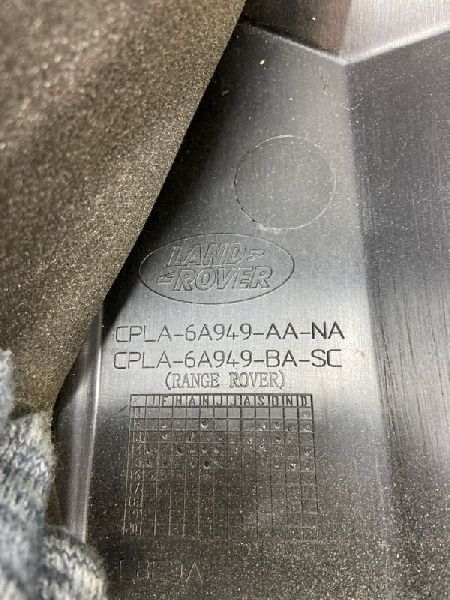 LAND-
-ROVER
CPLA-6A949-AA-NA
CPLA-6A949-BA-SC
(RANGE ROVER)
J F M A M J J A S O N D